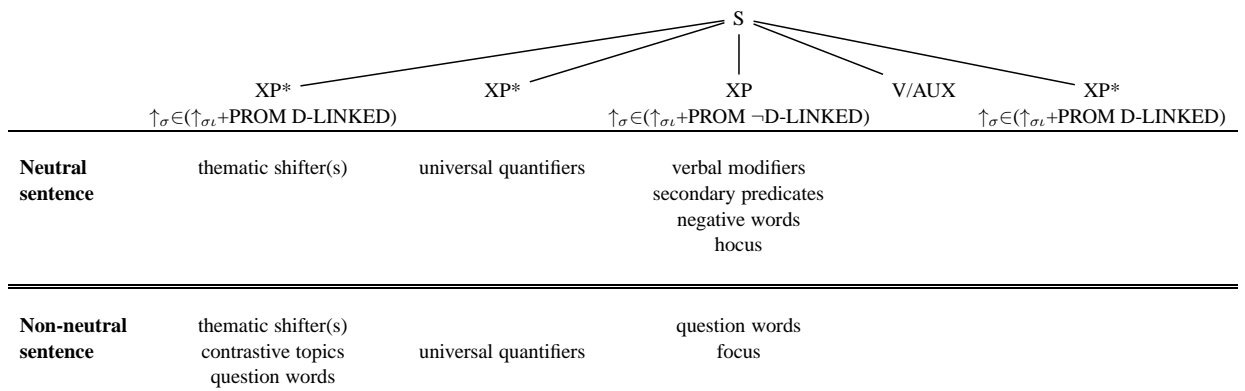 S
XP* XP* XP V/AUX XP*
↑σ∈(↑σι+PROM D-LINKED) ↑σ∈(↑σι+PROM ¬D-LINKED) ↑σ∈(↑σι+PROM D-LINKED)
Neutral thematic shifter(s) universal quantifiers verbal modifiers
sentence secondary predicates
negative words
hocus
Non-neutral thematic shifter(s) question words
sentence contrastive topics universal quantifiers focus
question words